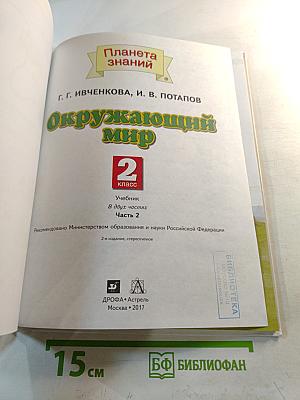 Планета
знаний
Г. Г. ИВЧЕНКОВА, И. В. ПОТАПОВ
Окружающий
мир
2
класс
Учебник
В двух частях
Часть 2
Рекомендовано Министерством образования и науки Российской Федерации
2-е издание, стереотипное
ДРОФА • Астрель
Москва • 2017
БИБЛИОТЕКА
15 см
БФ БИБЛИОФАН